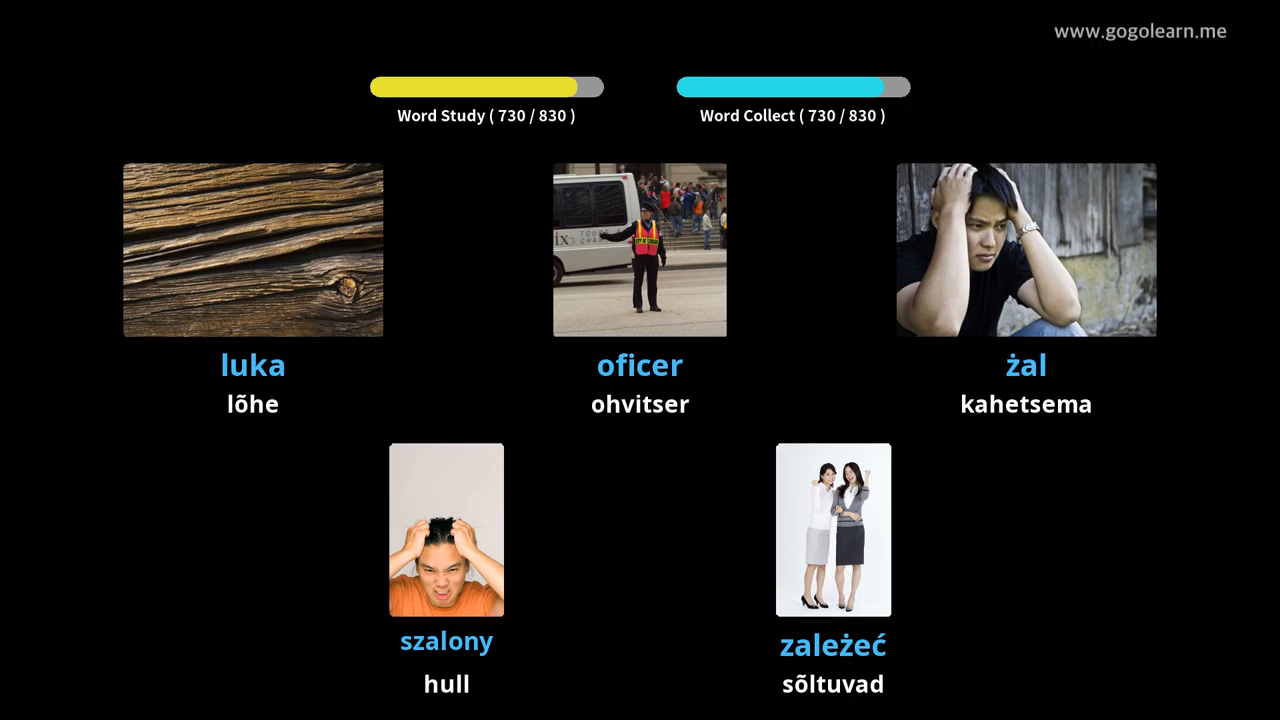 www.gogolearn.me
Word Study ( 730 / 830 )
Word Collect ( 730 / 830 )
luka
lõhe
oficer
ohvitser
żal
kahetsema
szalony
hull
zależeć
sõltuvad